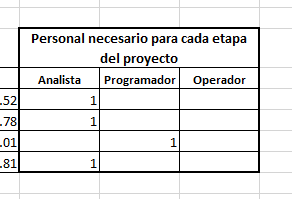 Personal necesario para cada etapa
del proyecto
Analista Programador Operador
.52 1
.78 1
.01 1
.81 1